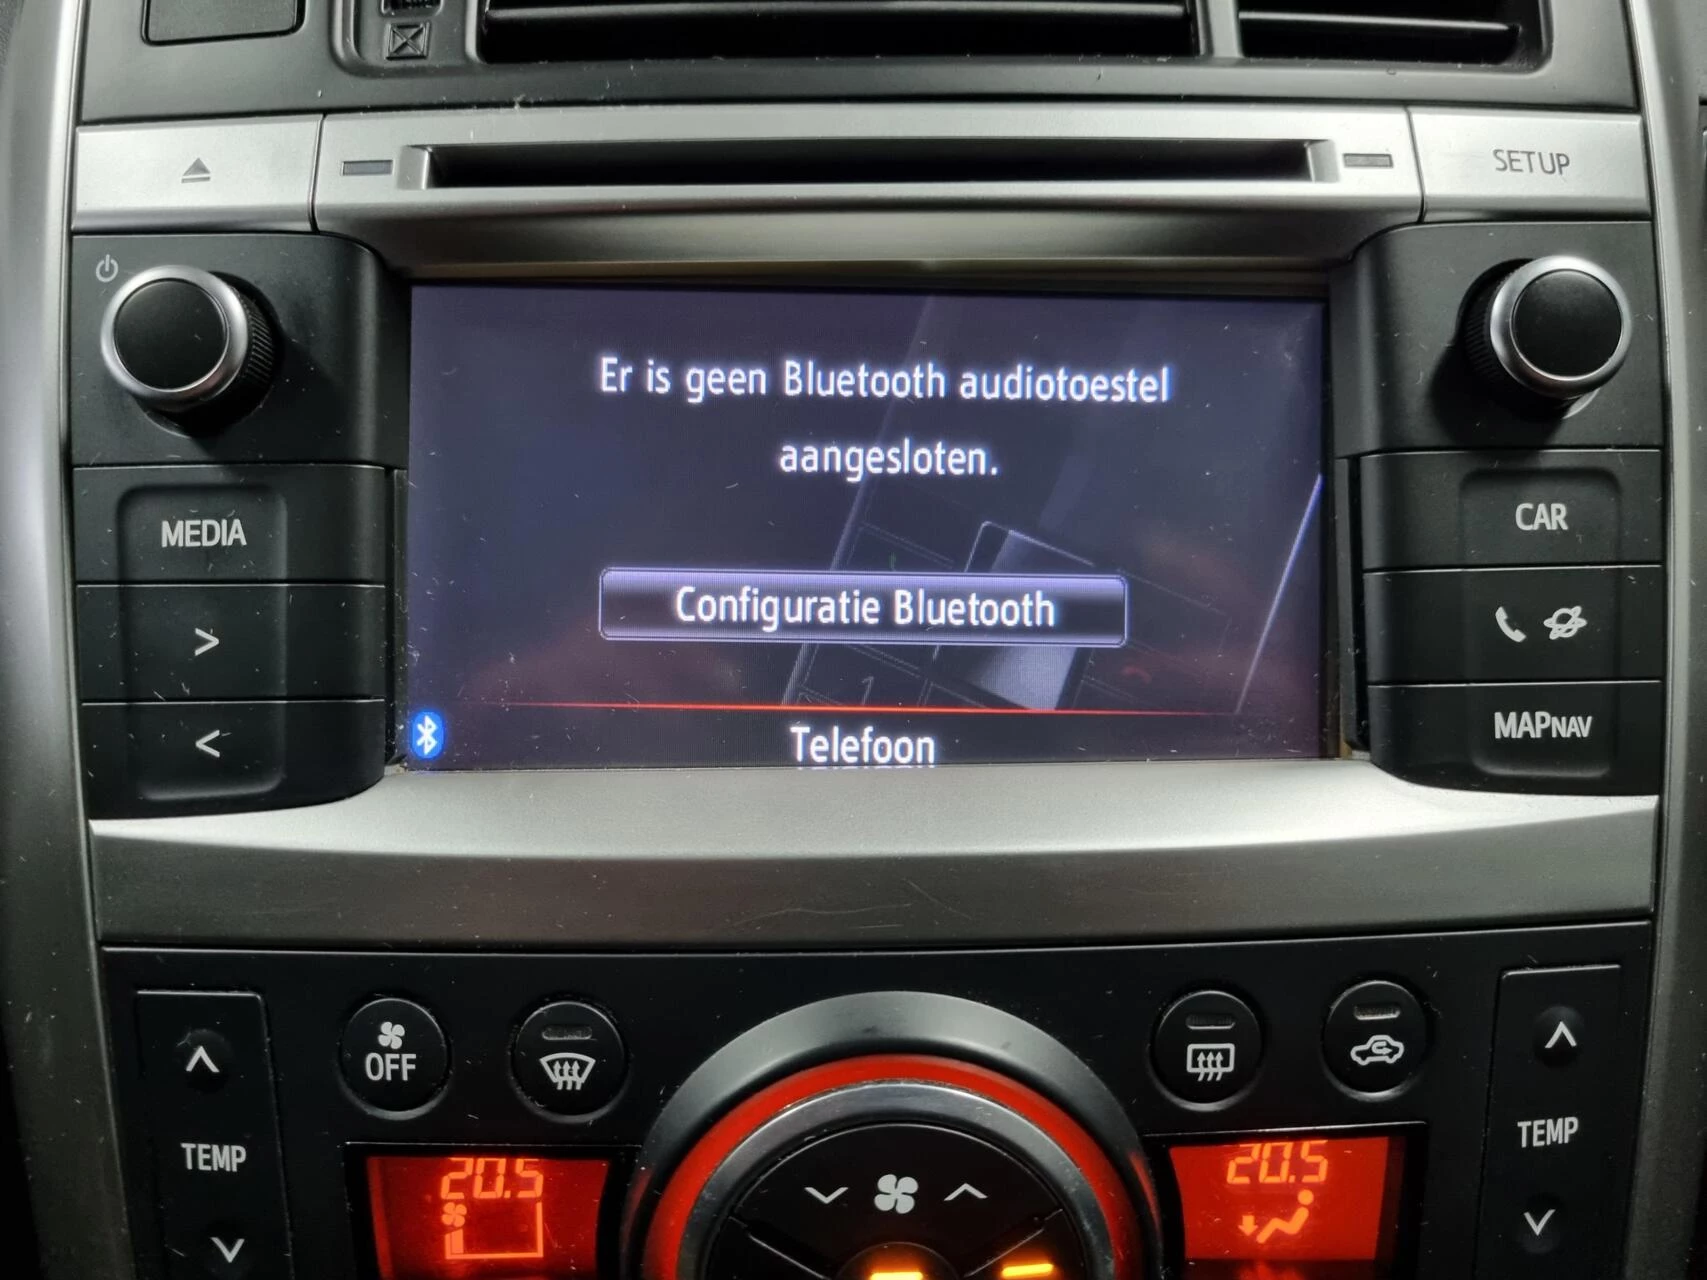 SETUP
Er is geen Bluetooth audiotoestel
aangesloten.
MEDIA
CAR
Configuratie Bluetooth
>
<
MAPNAV
Telefoon
1
OFF
TEMP
TEMP
20.5
20.5